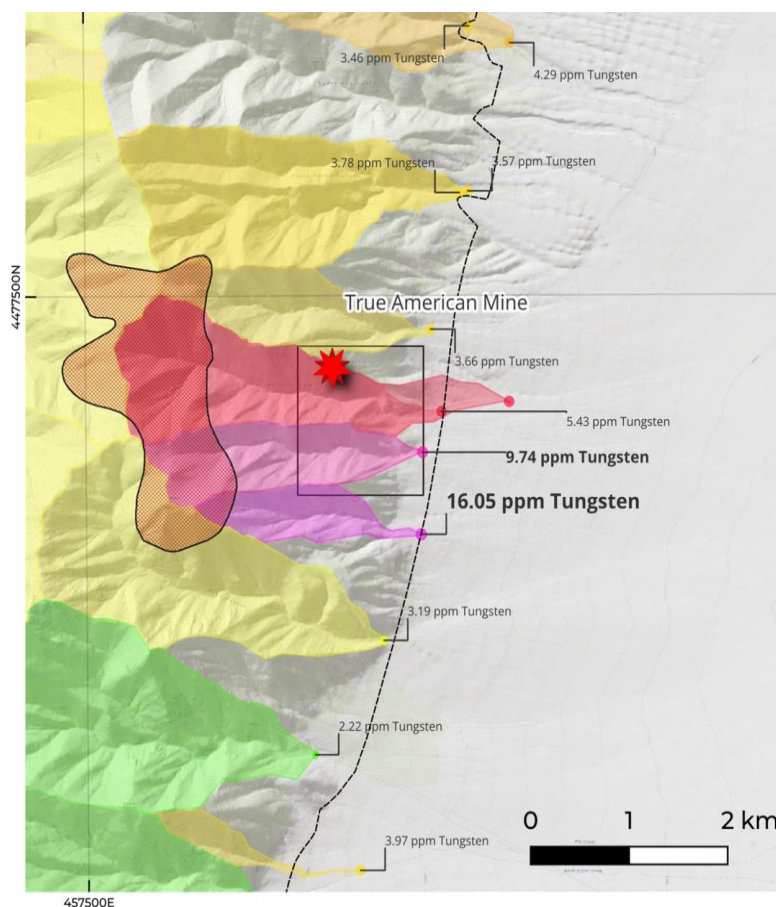 3.46 ppm Tungsten
4.29 ppm Tungsten
3.78 ppm Tungsten
3.57 ppm Tungsten
4477500N
True American Mine
3.66 ppm Tungsten
5.43 ppm Tungsten
9.74 ppm Tungsten
16.05 ppm Tungsten
3.19 ppm Tungsten
2.22 ppm Tungsten
0 1 2 km
3.97 ppm Tungsten
457500E